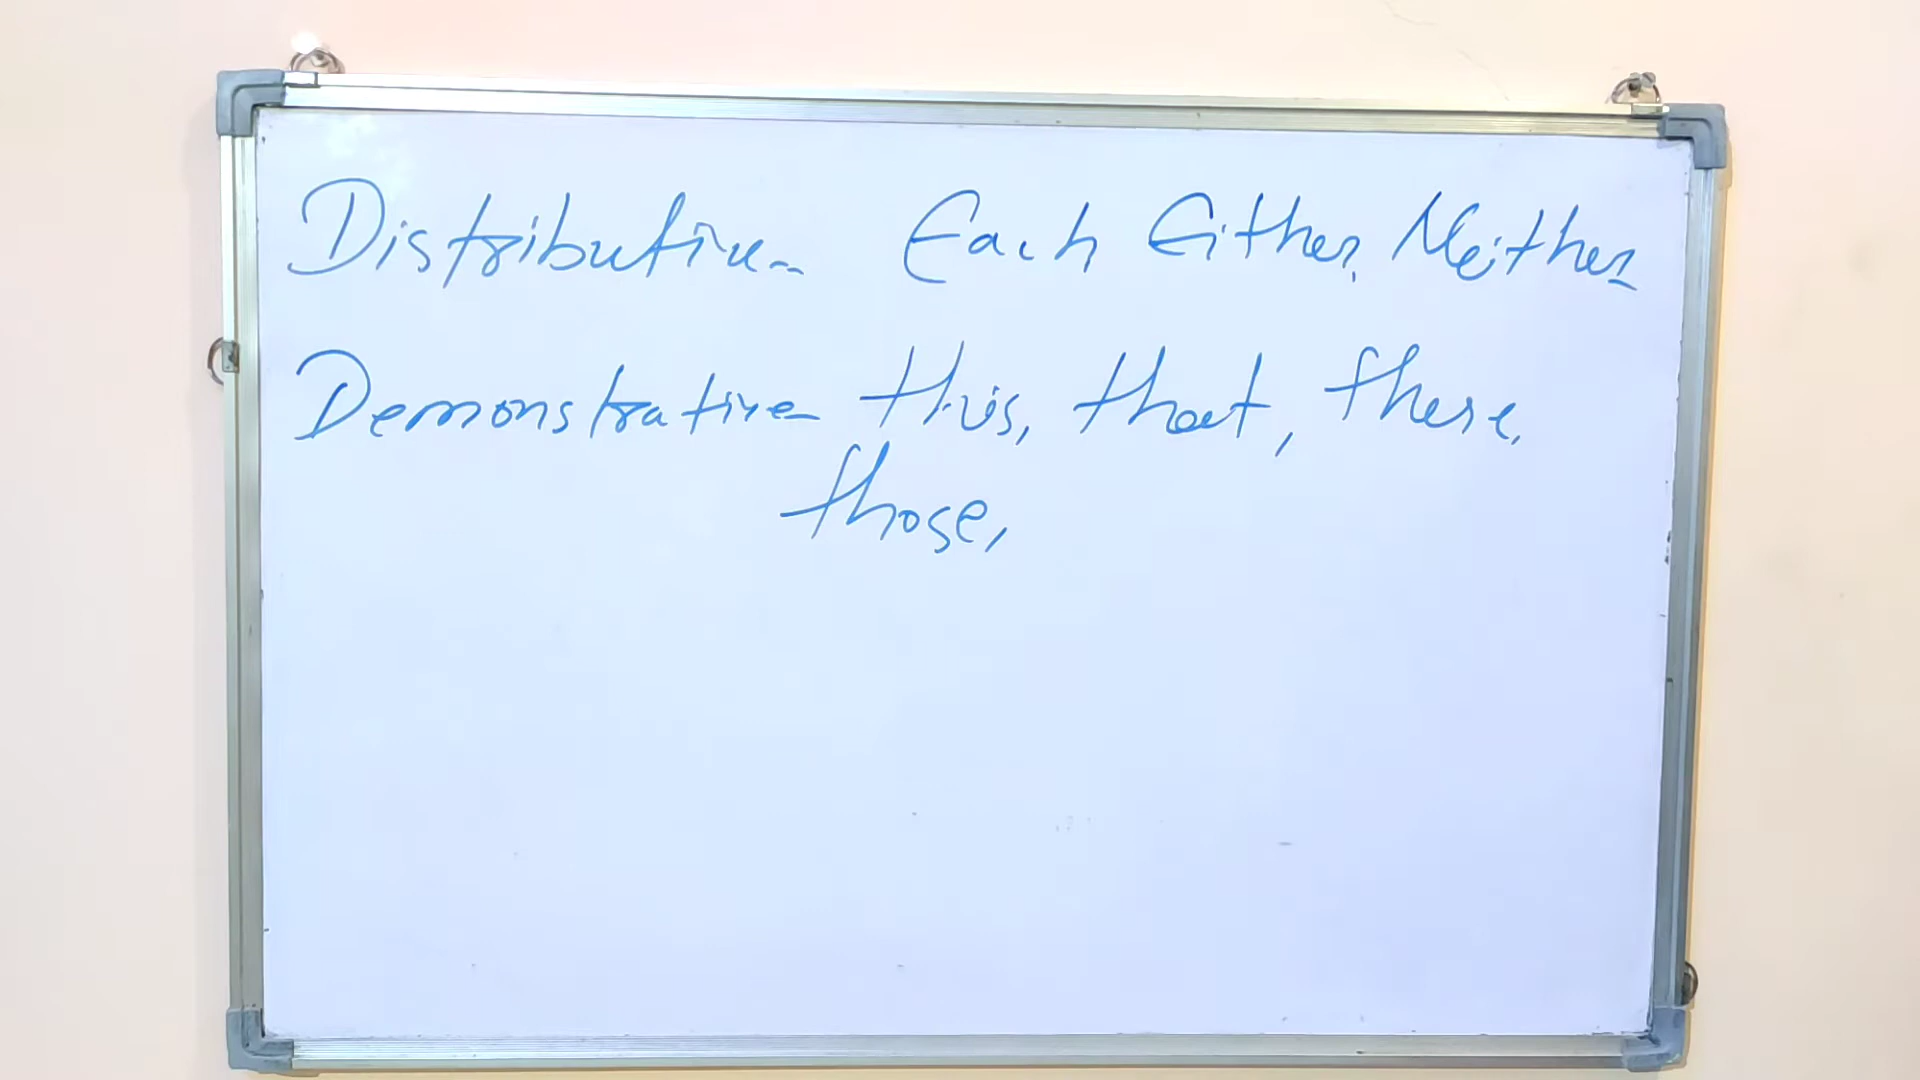 Distributive- Each Either, Neither
Demonstrative- this, that, these,
those,